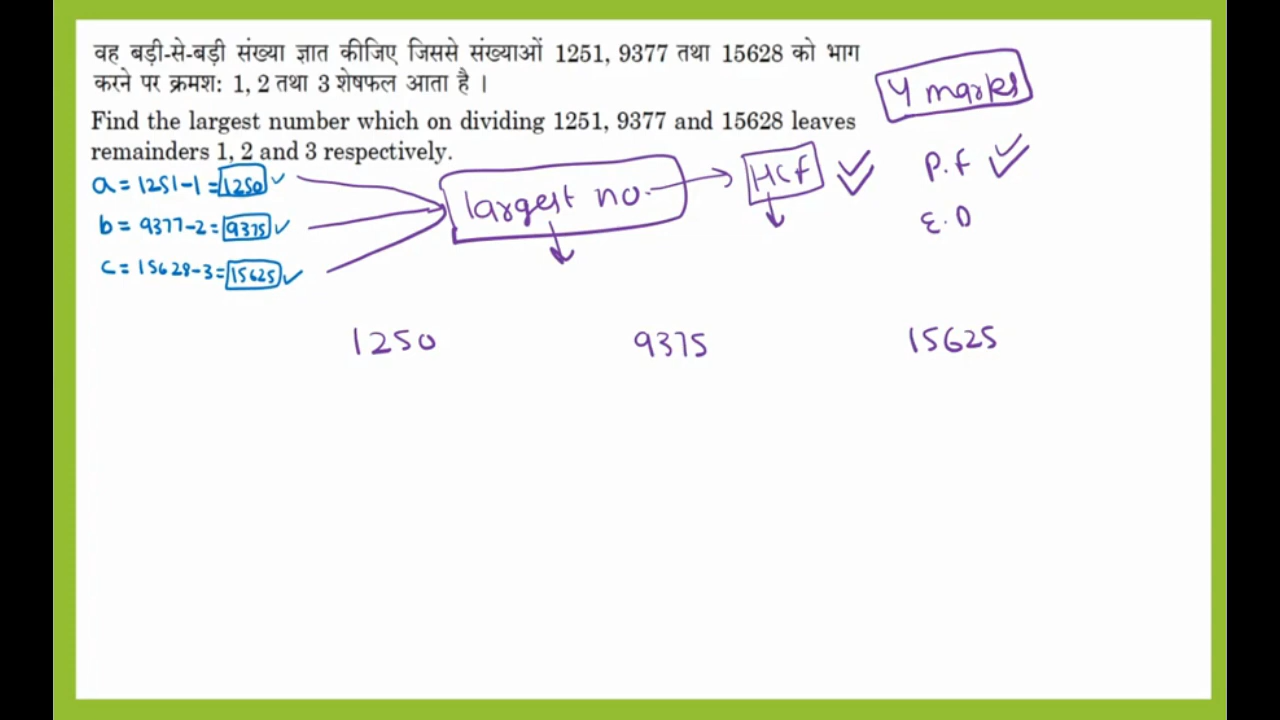 वह बड़ी-से-बड़ी संख्या ज्ञात कीजिए जिससे संख्याओं 1251, 9377 तथा 15628 को भाग
करने पर क्रमश: 1, 2 तथा 3 शेषफल आता है ।
4 marks
Find the largest number which on dividing 1251, 9377 and 15628 leaves
remainders 1, 2 and 3 respectively.
a = 1251-1 = 1250
largest no.
HCf
P.f
b = 9377-2 = 9375
E.D
c = 15628-3 = 15625
1250 9375 15625